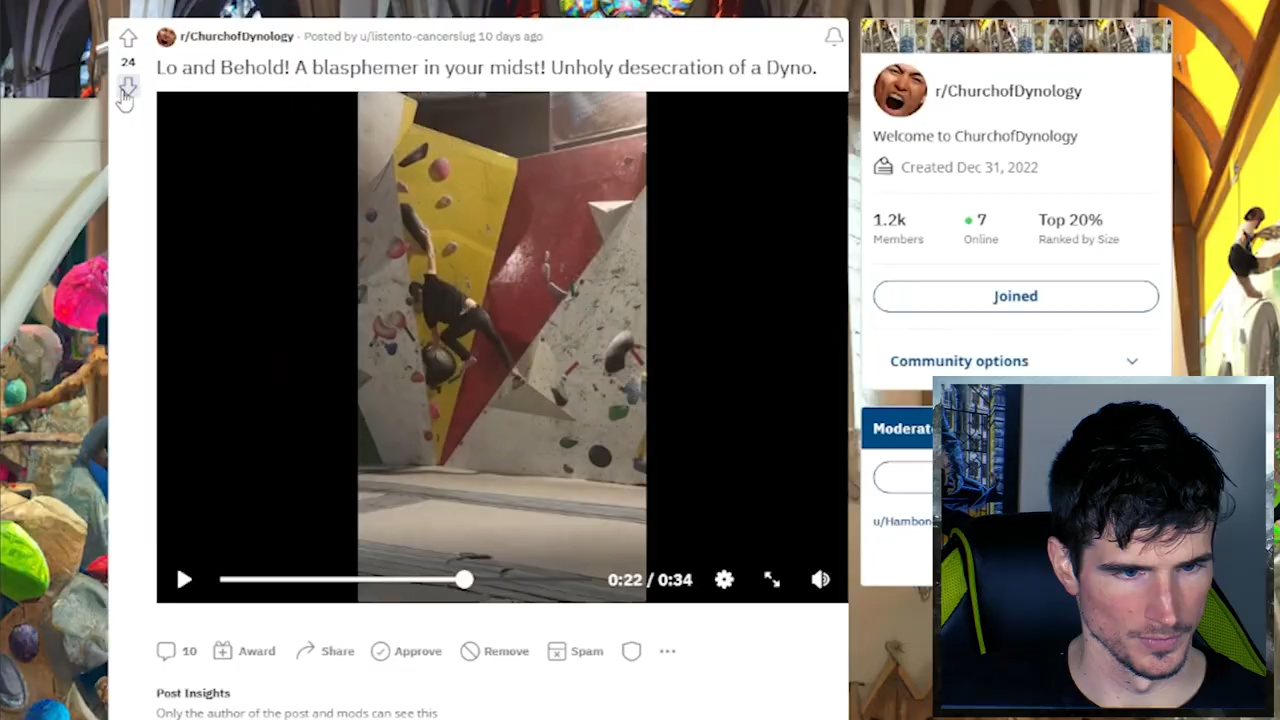 r/ChurchofDynology · Posted by u/listento-cancerslug 10 days ago
24
Lo and Behold! A blasphemer in your midst! Unholy desecration of a Dyno.
0:22 / 0:34
10 Award Share Approve Remove Spam
Post Insights
Only the author of the post and mods can see this
r/ChurchofDynology
Welcome to ChurchofDynology
Created Dec 31, 2022
1.2k 7 Top 20%
Members Online Ranked by Size
Joined
Community options
Moderat
u/Hambon